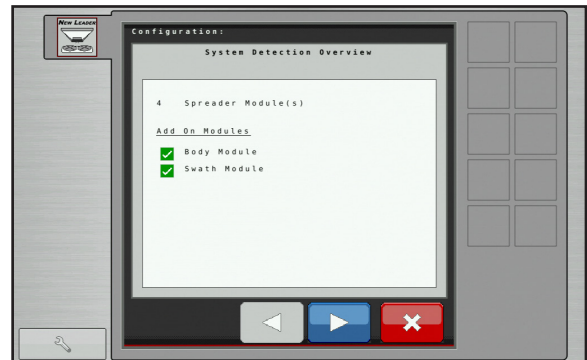 New Leader
Configuration:
System Detection Overview
4 Spreader Module(s)
Add On Modules
Body Module
Swath Module